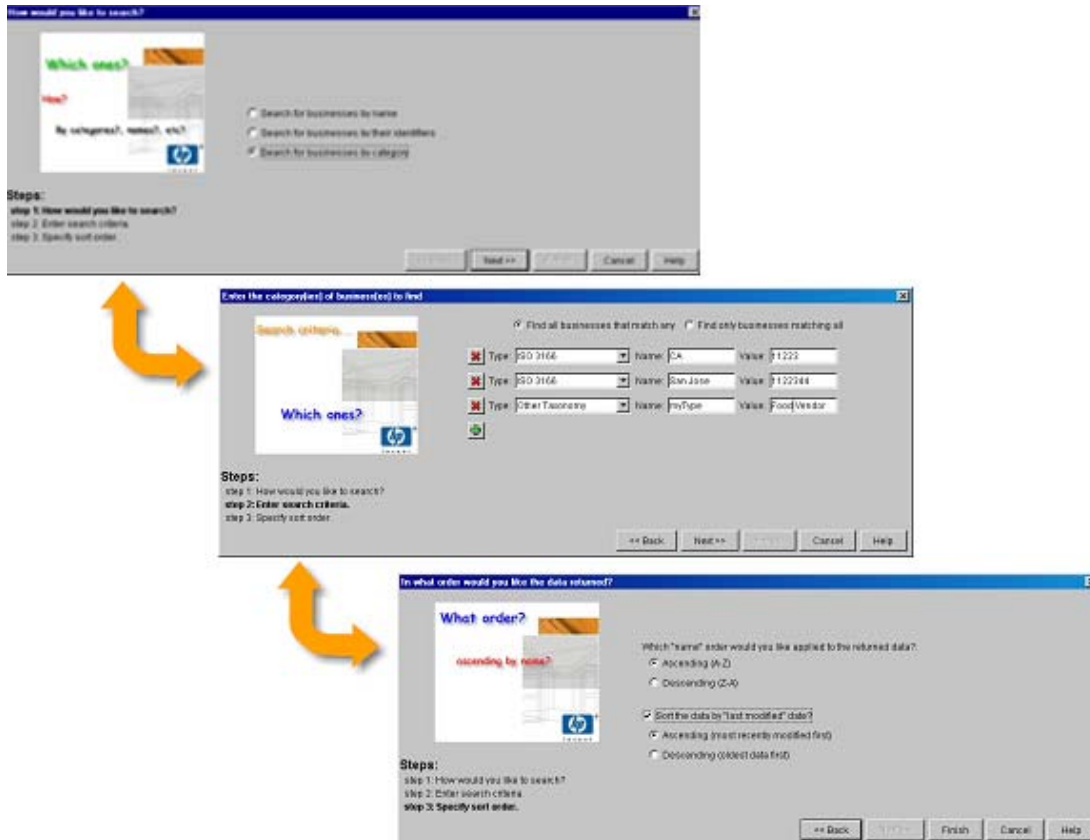 How would you like to search?
Which ones?
How?
By categories?, names?, etc?
hp
invent
Search for businesses by name
Search for businesses by their identifiers
Search for businesses by category
Steps:
step 1: How would you like to search?
step 2: Enter search criteria.
step 3: Specify sort order.
Next >>
Cancel
Help
Enter the category(ies) of business(es) to find
Search criteria...
Which ones?
hp
invent
Find all businesses that match any
Find only businesses matching all
Type: ISO 3166 Name: CA Value: 11223
Type: ISO 3166 Name: San Jose Value: 1122344
Type: Other Taxonomy Name: myType Value: Food Vendor
Steps:
step 1: How would you like to search?
step 2: Enter search criteria.
step 3: Specify sort order.
<< Back
Next >>
Cancel
Help
In what order would you like the data returned?
What order?
ascending by name?
hp
invent
Which "name" order would you like applied to the returned data?
Ascending (A-Z)
Descending (Z-A)
Sort the data by "last modified" date?
Ascending (most recently modified first)
Descending (oldest data first)
Steps:
step 1: How would you like to search?
step 2: Enter search criteria.
step 3: Specify sort order.
<< Back
Finish
Cancel
Help